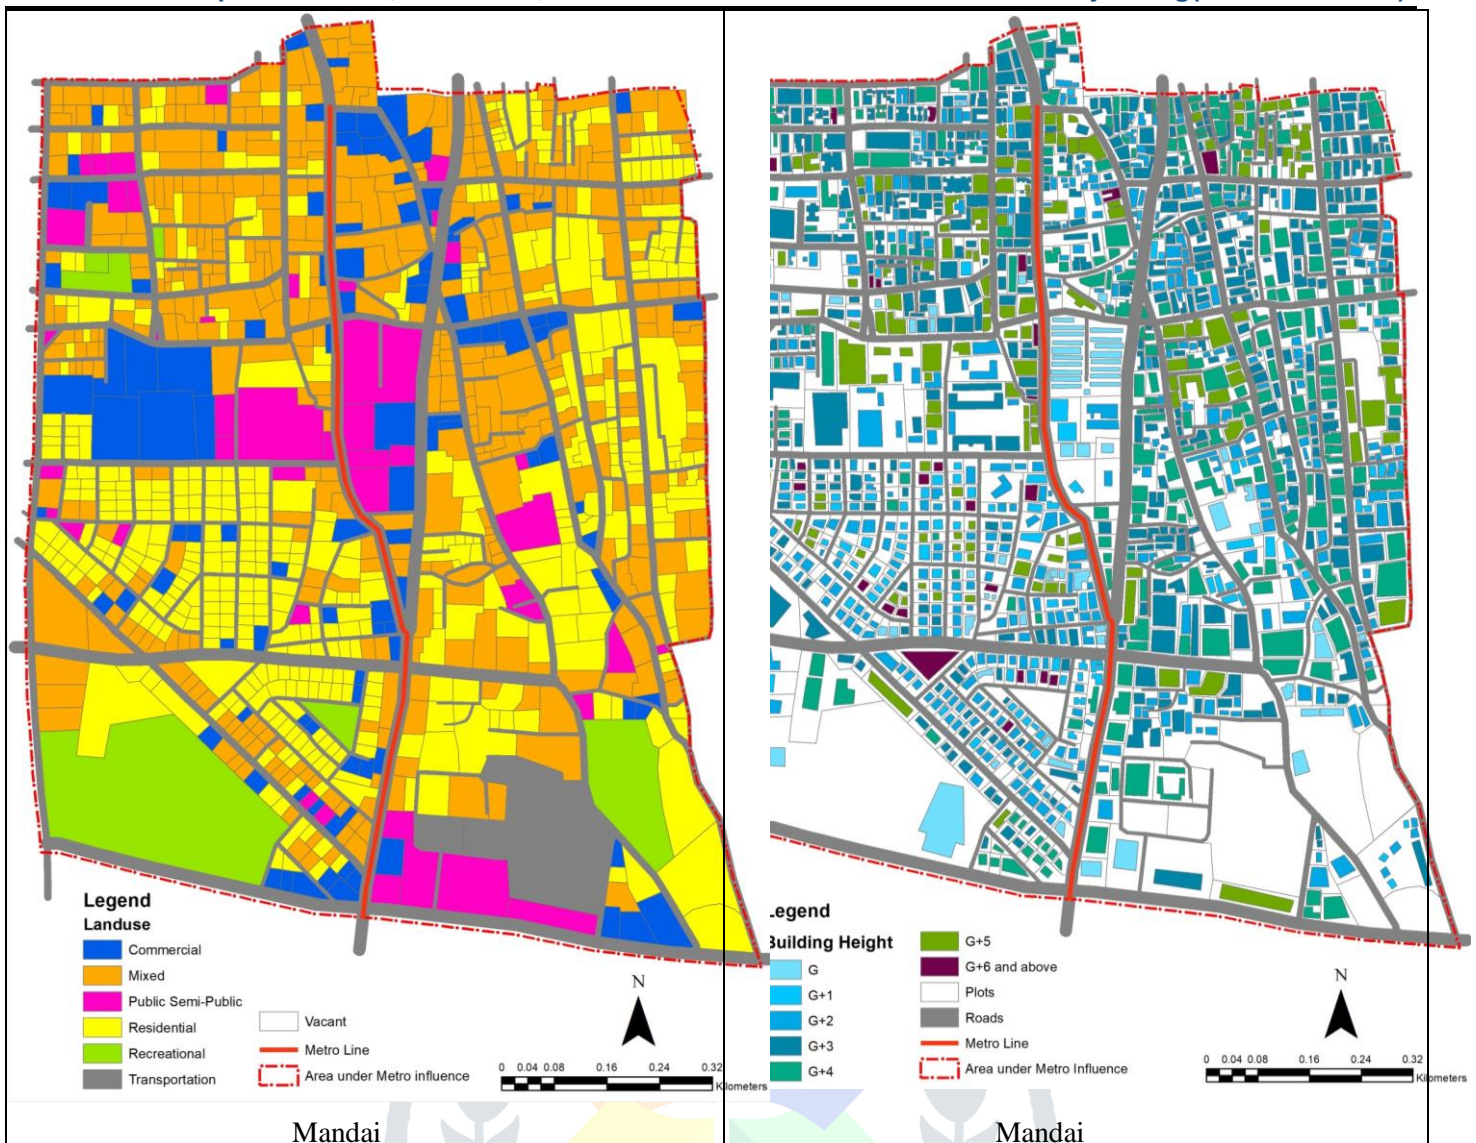 Legend
Landuse
Commercial
Mixed
Public Semi-Public
Residential
Recreational
Transportation
Vacant
Metro Line
Area under Metro influence
N
0 0.04 0.08 0.16 0.24 0.32
Kilometers
Mandai
Legend
Building Height
G
G+1
G+2
G+3
G+4
G+5
G+6 and above
Plots
Roads
Metro Line
Area under Metro Influence
N
0 0.04 0.08 0.16 0.24 0.32
Kilometers
Mandai